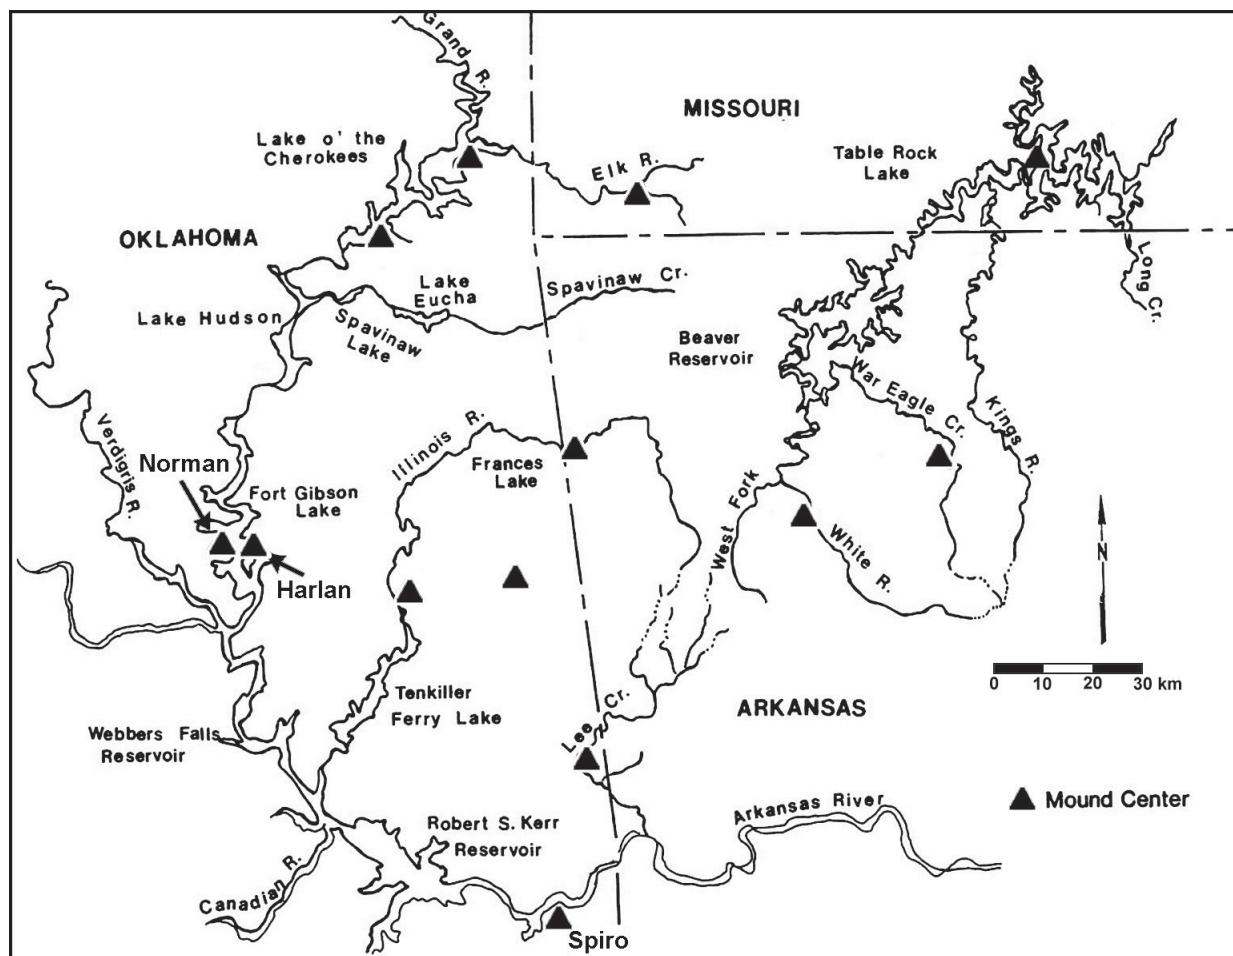 Grand R.
MISSOURI
Lake o' the
Cherokees
Elk R.
Table Rock
Lake
OKLAHOMA
Long Cr.
Lake
Eucha
Spavinaw Cr.
Lake Hudson
Spavinaw
Lake
Beaver
Reservoir
War Eagle Cr.
Kings R.
Verdigris R.
Illinois R.
Norman
Frances
Lake
Fort Gibson
Lake
West Fork
White R.
N
Harlan
0 10 20 30 km
Tenkiller
Ferry Lake
Lee Cr.
ARKANSAS
Webbers Falls
Reservoir
Mound Center
Arkansas River
Robert S. Kerr
Reservoir
Canadian R.
Spiro